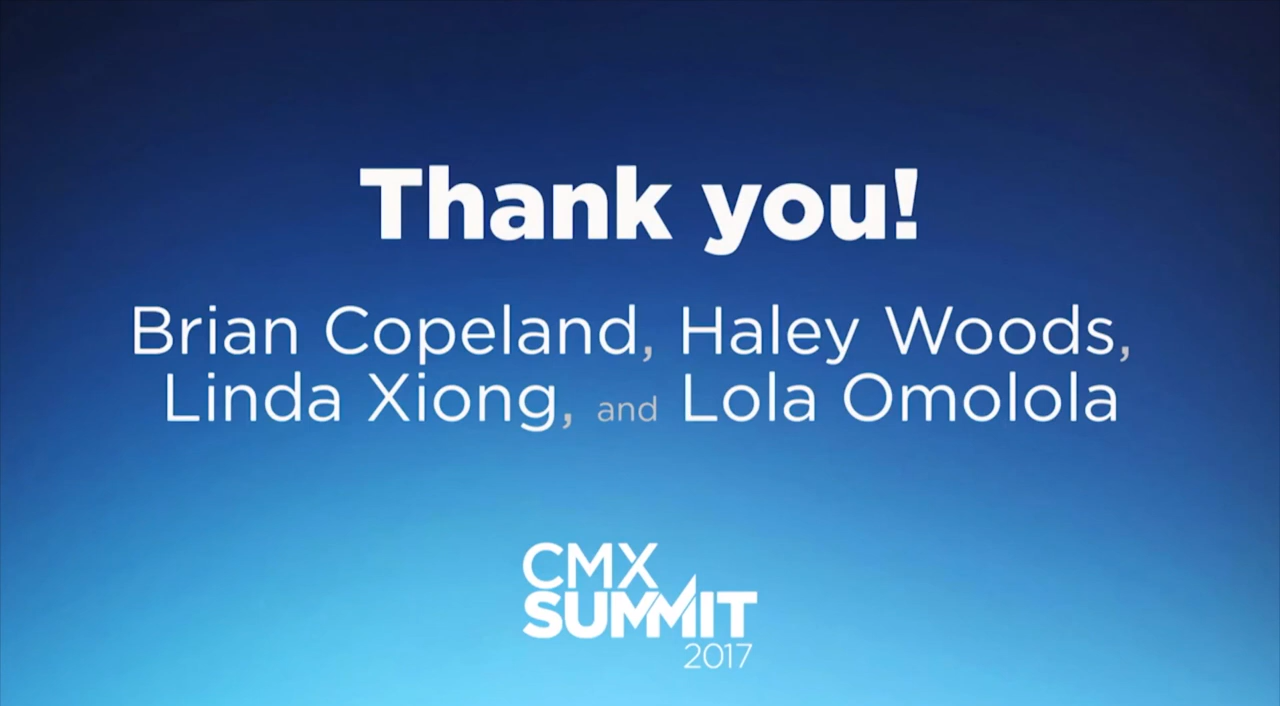 Thank you!
Brian Copeland, Haley Woods,
Linda Xiong, and Lola Omolola
CMX
SUMMIT
2017